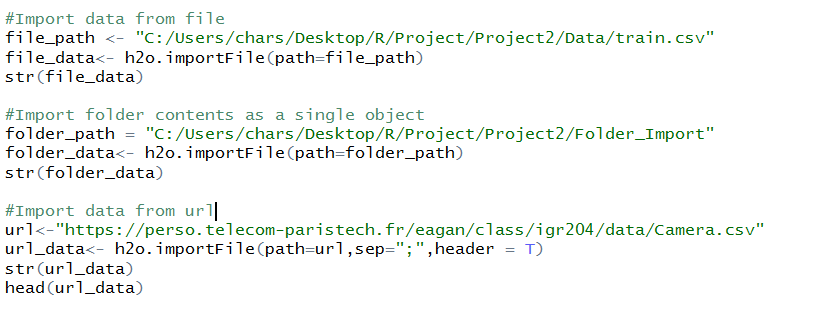 #Import data from file
file_path <- "C:/Users/chars/Desktop/R/Project/Project2/Data/train.csv"
file_data<- h2o.importFile(path=file_path)
str(file_data)
#Import folder contents as a single object
folder_path = "C:/Users/chars/Desktop/R/Project/Project2/Folder_Import"
folder_data<- h2o.importFile(path=folder_path)
str(folder_data)
#Import data from url
url<-"https://perso.telecom-paristech.fr/eagan/class/igr204/data/Camera.csv"
url_data<- h2o.importFile(path=url,sep=";",header = T)
str(url_data)
head(url_data)